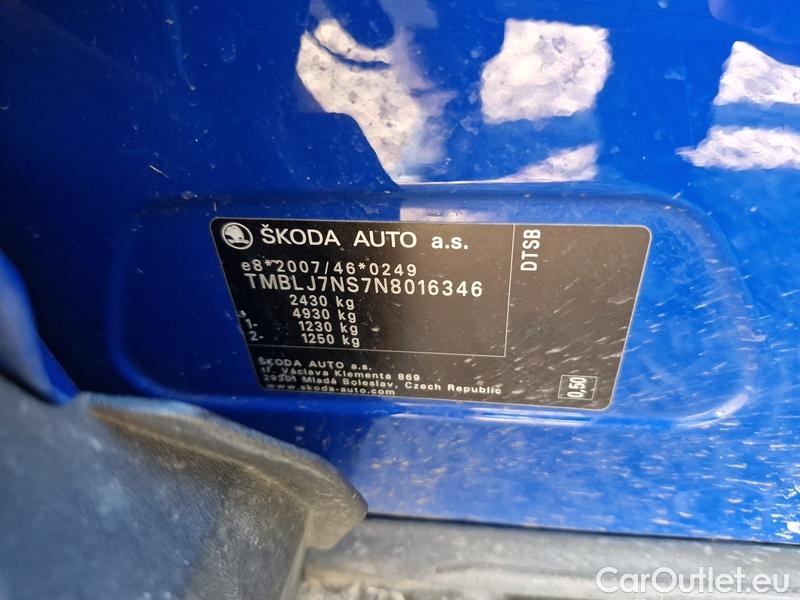 ŠKODA AUTO a.s.
e8*2007/46*0249
TMBLJ7NS7N8016346
2430 kg
4930 kg
1- 1230 kg
2- 1250 kg
ŠKODA AUTO a.s.
tř. Václava Klementa 869
29301 Mladá Boleslav, Czech Republic
www.skoda-auto.com
DTSB
0,50
CarOutlet.eu